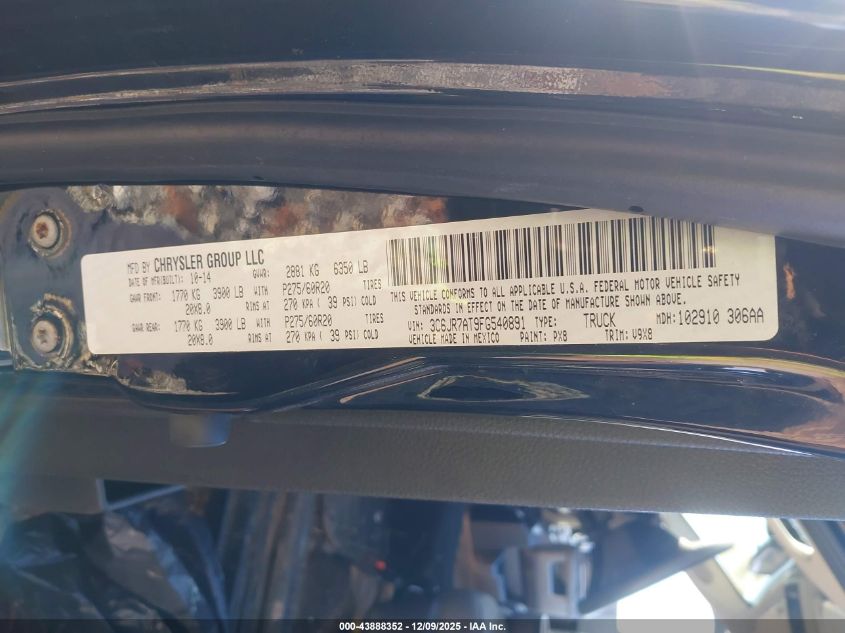 MFD BY CHRYSLER GROUP LLC
DATE OF MFR(BUILT): 10-14 GVWR: 2881 KG 6350 LB
GAWR FRONT: 1770 KG 3900 LB P275/60R20 TIRES
20X8.0 RIMS AT 270 KPA ( 39 PSI) COLD
GAWR REAR: 1770 KG 3900 LB P275/60R20 TIRES
20X8.0 RIMS AT 270 KPA ( 39 PSI) COLD
THIS VEHICLE CONFORMS TO ALL APPLICABLE U.S.A. FEDERAL MOTOR VEHICLE SAFETY
STANDARDS IN EFFECT ON THE DATE OF MANUFACTURE SHOWN ABOVE.
VIN: 3C6JR7AT9FG540891 TYPE: TRUCK MDH:102910 306AA
VEHICLE MADE IN MEXICO PAINT: PX8 TRIM: V9X8
000-43888352 - 12/09/2025 - IAA Inc.